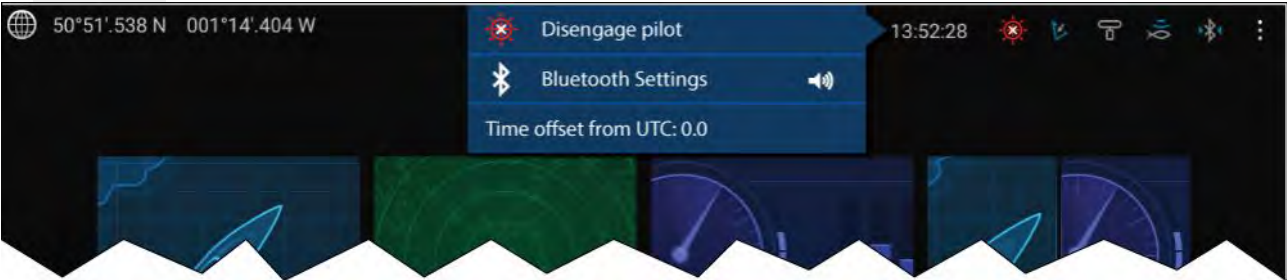 50°51'.538 N 001°14'.404 W
Disengage pilot
13:52:28
Bluetooth Settings
Time offset from UTC: 0.0